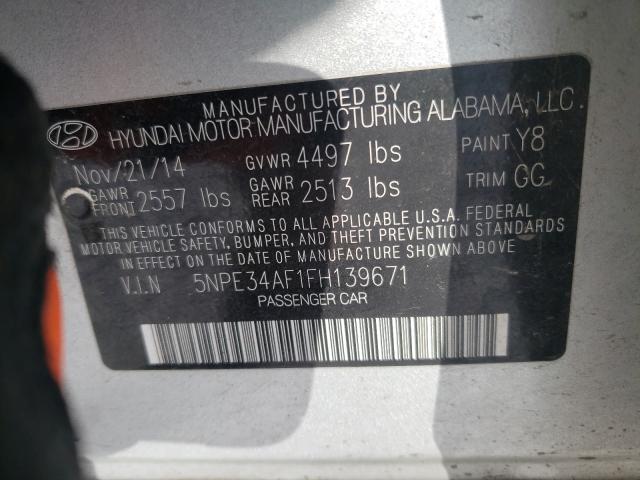 MANUFACTURED BY
HYUNDAI MOTOR MANUFACTURING ALABAMA, LLC.
Nov/21/14 GVWR 4497 lbs PAINT Y8
GAWR FRONT 2557 lbs GAWR REAR 2513 lbs TRIM GG
THIS VEHICLE CONFORMS TO ALL APPLICABLE U.S.A. FEDERAL
MOTOR VEHICLE SAFETY, BUMPER, AND THEFT PREVENTION STANDARDS
IN EFFECT ON THE DATE OF MANUFACTURE SHOWN ABOVE
V.I.N 5NPE34AF1FH139671
PASSENGER CAR